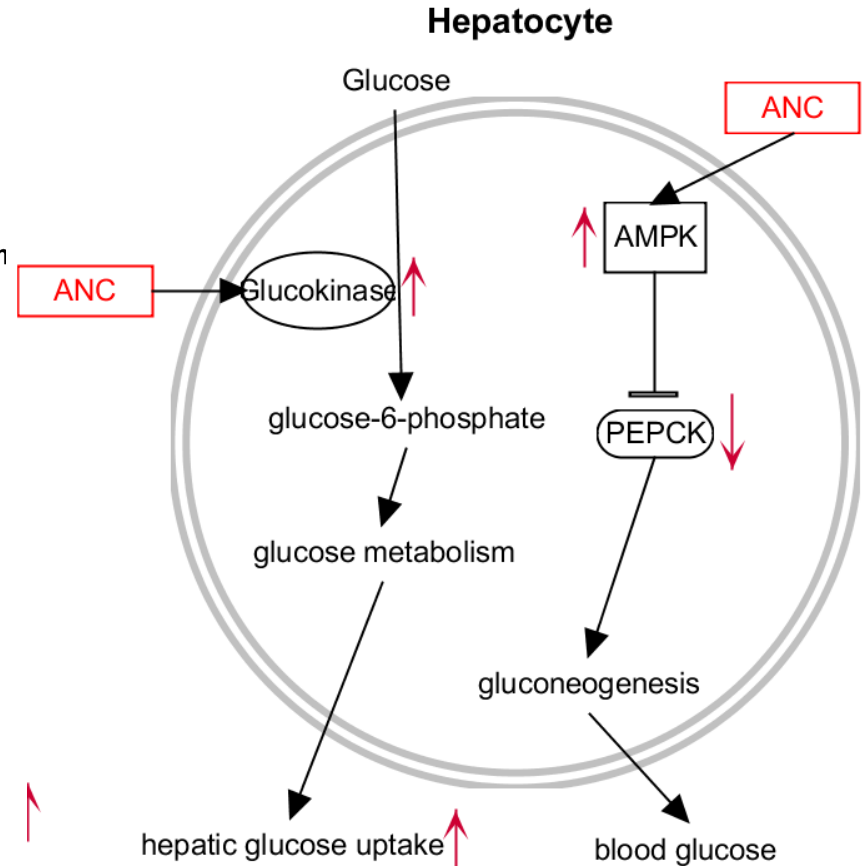 Hepatocyte
Glucose
ANC
AMPK
ANC
Glucokinase
glucose-6-phosphate
PEPCK
glucose metabolism
gluconeogenesis
hepatic glucose uptake
blood glucose